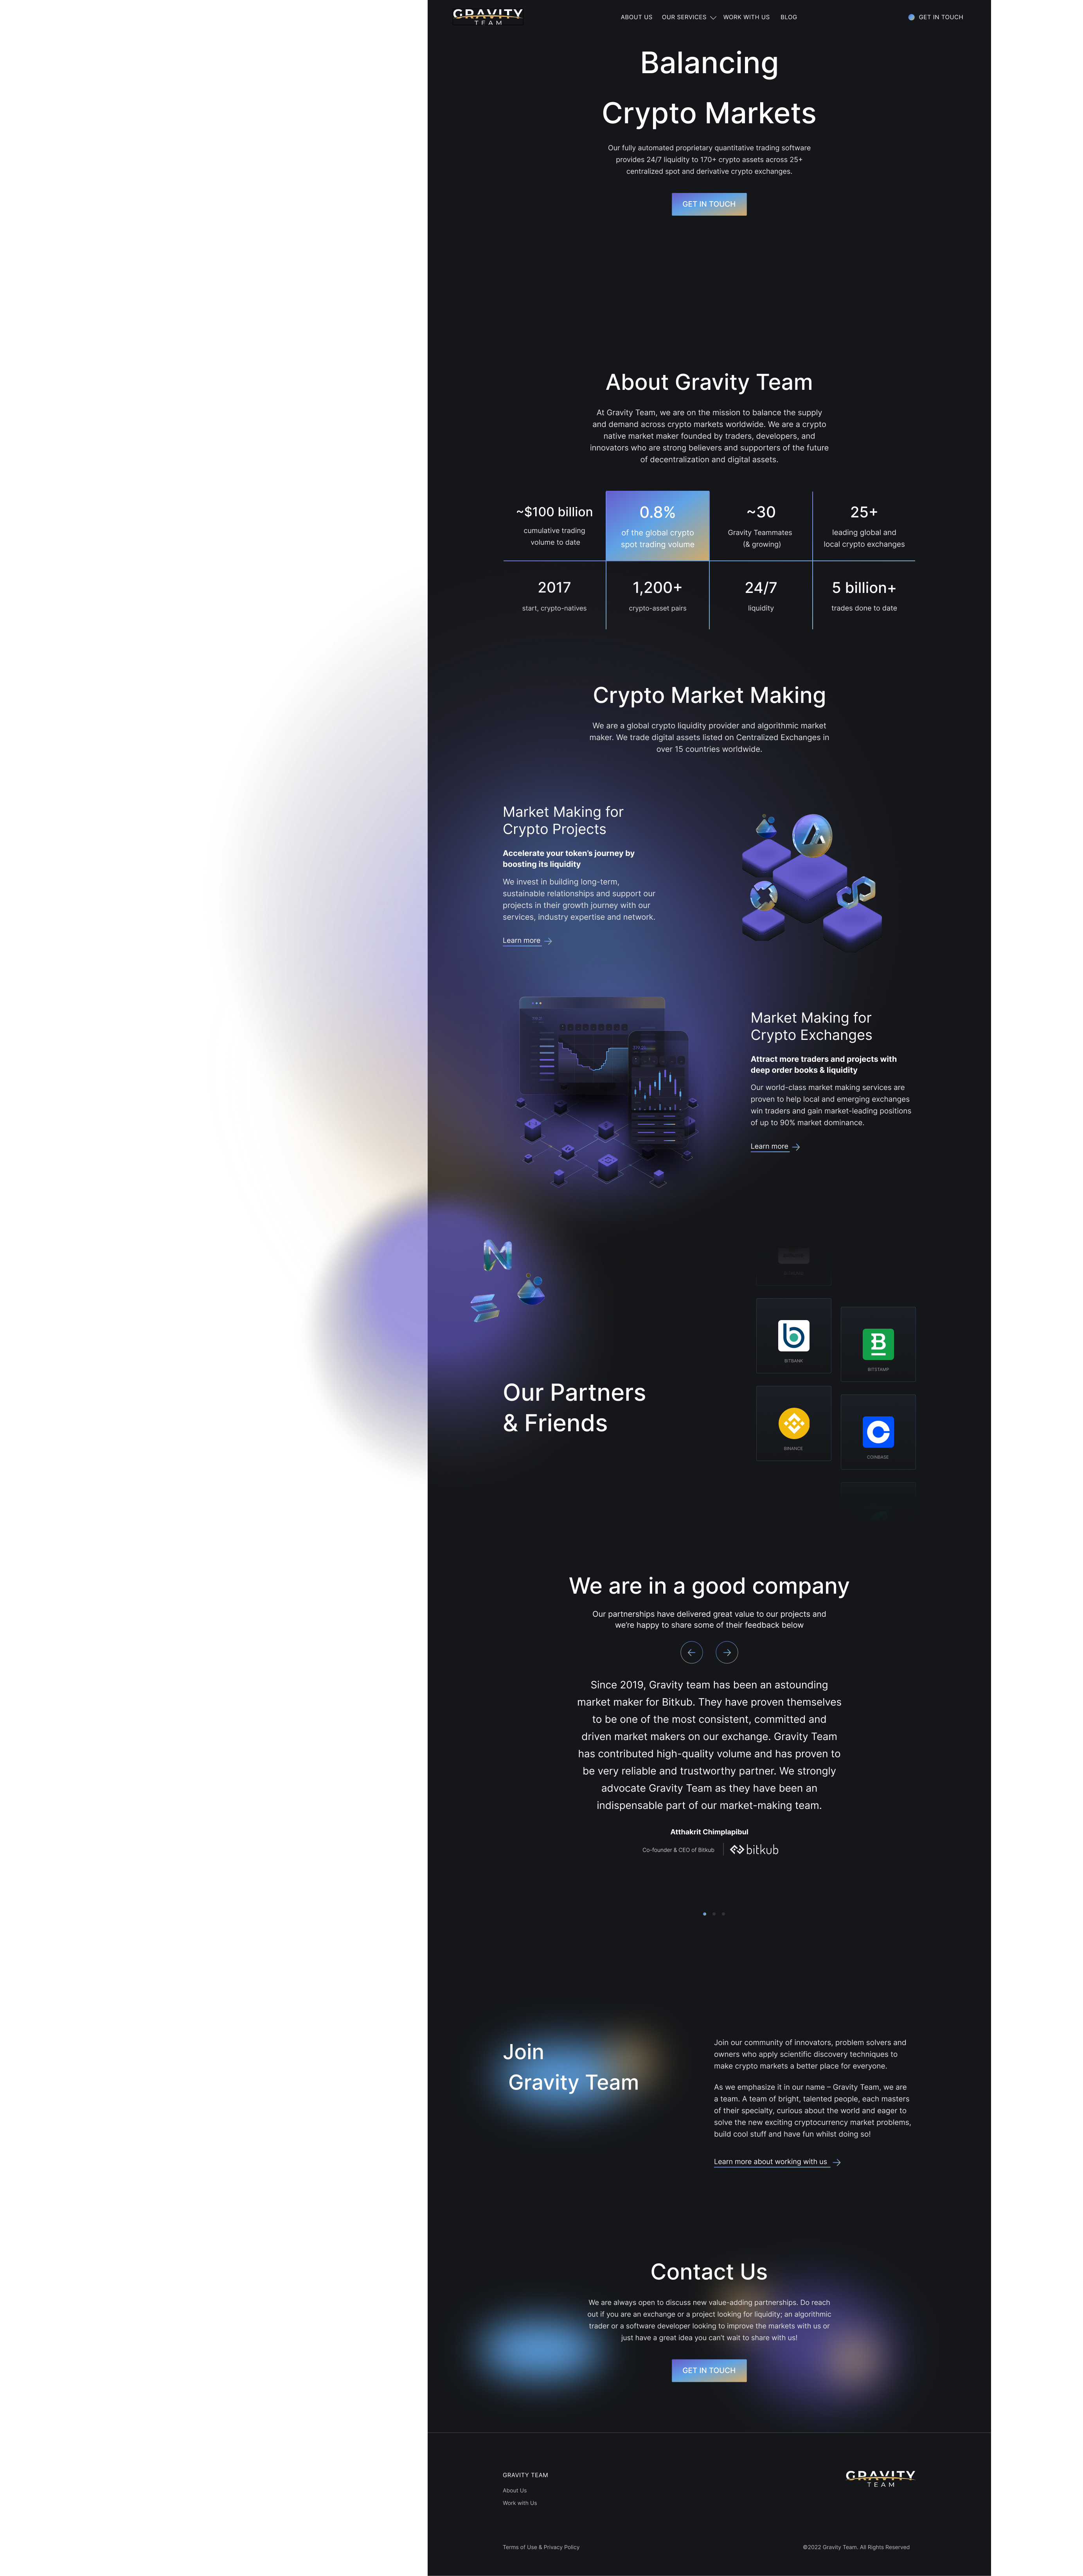 GRAVITY
TEAM
ABOUT US
OUR SERVICES
WORK WITH US
BLOG
GET IN TOUCH
Balancing
Crypto Markets
Our fully automated proprietary quantitative trading software
provides 24/7 liquidity to 170+ crypto assets across 25+
centralized spot and derivative crypto exchanges.
GET IN TOUCH
About Gravity Team
At Gravity Team, we are on the mission to balance the supply
and demand across crypto markets worldwide. We are a crypto
native market maker founded by traders, developers, and
innovators who are strong believers and supporters of the future
of decentralization and digital assets.
~$100 billion
cumulative trading
volume to date
0.8%
of the global crypto
spot trading volume
~30
Gravity Teammates
(& growing)
25+
leading global and
local crypto exchanges
2017
start, crypto-natives
1,200+
crypto-asset pairs
24/7
liquidity
5 billion+
trades done to date
Crypto Market Making
We are a global crypto liquidity provider and algorithmic market
maker. We trade digital assets listed on Centralized Exchanges in
over 15 countries worldwide.
Market Making for
Crypto Projects
Accelerate your token's journey by
boosting its liquidity
We invest in building long-term,
sustainable relationships and support our
projects in their growth journey with our
services, industry expertise and network.
Learn more
Market Making for
Crypto Exchanges
Attract more traders and projects with
deep order books & liquidity
Our world-class market making services are
proven to help local and emerging exchanges
win traders and gain market-leading positions
of up to 90% market dominance.
Learn more
BITBANK
BITSTAMP
BINANCE
COINBASE
Our Partners
& Friends
We are in a good company
Our partnerships have delivered great value to our projects and
we're happy to share some of their feedback below
Since 2019, Gravity team has been an astounding
market maker for Bitkub. They have proven themselves
to be one of the most consistent, committed and
driven market makers on our exchange. Gravity Team
has contributed high-quality volume and has proven to
be very reliable and trustworthy partner. We strongly
advocate Gravity Team as they have been an
indispensable part of our market-making team.
Atthakrit Chimplapibul
Co-founder & CEO of Bitkub
bitkub
Join
Gravity Team
Join our community of innovators, problem solvers and
owners who apply scientific discovery techniques to
make crypto markets a better place for everyone.
As we emphasize it in our name – Gravity Team, we are
a team. A team of bright, talented people, each masters
of their specialty, curious about the world and eager to
solve the new exciting cryptocurrency market problems,
build cool stuff and have fun whilst doing so!
Learn more about working with us
Contact Us
We are always open to discuss new value-adding partnerships. Do reach
out if you are an exchange or a project looking for liquidity; an algorithmic
trader or a software developer looking to improve the markets with us or
just have a great idea you can't wait to share with us!
GET IN TOUCH
GRAVITY TEAM
About Us
Work with Us
GRAVITY
TEAM
Terms of Use & Privacy Policy
©2022 Gravity Team. All Rights Reserved